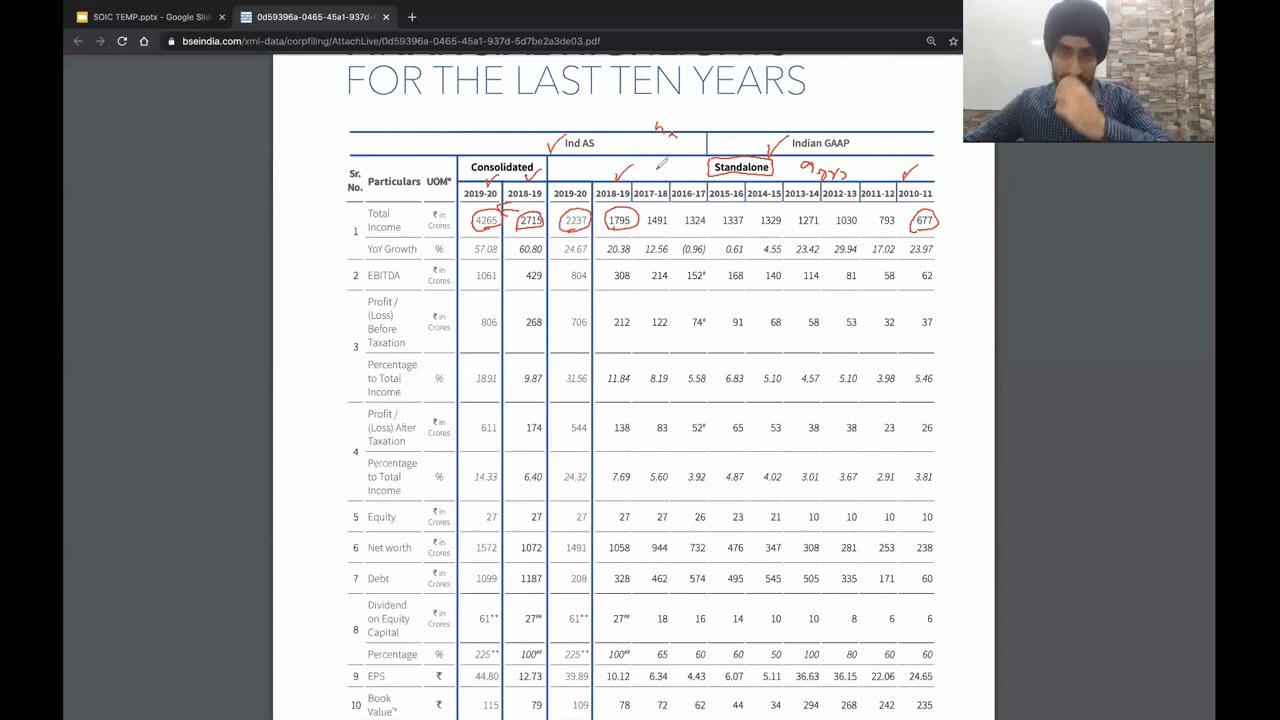 SOIC TEMP.pptx - Google Slid
0d59396a-0465-45a1-937d-
bseindia.com/xml-data/corpfiling/AttachLive/0d59396a-0465-45a1-937d-5d7be2a3de03.pdf
FOR THE LAST TEN YEARS
Ind AS Indian GAAP
Consolidated Standalone
Sr. No. Particulars UOM* 2019-20 2018-19 2019-20 2018-19 2017-18 2016-17 2015-16 2014-15 2013-14 2012-13 2011-12 2010-11
1 Total Income ₹ in Crores 4265 2715 2237 1795 1491 1324 1337 1329 1271 1030 793 677
YoY Growth % 57.08 60.80 24.67 20.38 12.56 (0.96) 0.61 4.55 23.42 29.94 17.02 23.97
2 EBITDA ₹ in Crores 1061 429 804 308 214 152# 168 140 114 81 58 62
3 Profit / (Loss) Before Taxation ₹ in Crores 806 268 706 212 122 74# 91 68 58 53 32 37
Percentage to Total Income % 18.91 9.87 31.56 11.84 8.19 5.58 6.83 5.10 4.57 5.10 3.98 5.46
4 Profit / (Loss) After Taxation ₹ in Crores 611 174 544 138 83 52# 65 53 38 38 23 26
Percentage to Total Income % 14.33 6.40 24.32 7.69 5.60 3.92 4.87 4.02 3.01 3.67 2.91 3.81
5 Equity ₹ in Crores 27 27 27 27 27 26 23 21 10 10 10 10
6 Net worth ₹ in Crores 1572 1072 1491 1058 944 732 476 347 308 281 253 238
7 Debt ₹ in Crores 1099 1187 208 328 462 574 495 545 505 335 171 60
8 Dividend on Equity Capital ₹ in Crores 61** 27## 61** 27## 18 16 14 10 10 8 6 6
Percentage % 225** 100## 225** 100## 65 60 60 50 100 80 60 60
9 EPS ₹ 44.80 12.73 39.89 10.12 6.34 4.43 6.07 5.11 36.63 36.15 22.06 24.65
10 Book Value ₹ 115 79 109 78 72 62 44 34 294 268 242 235